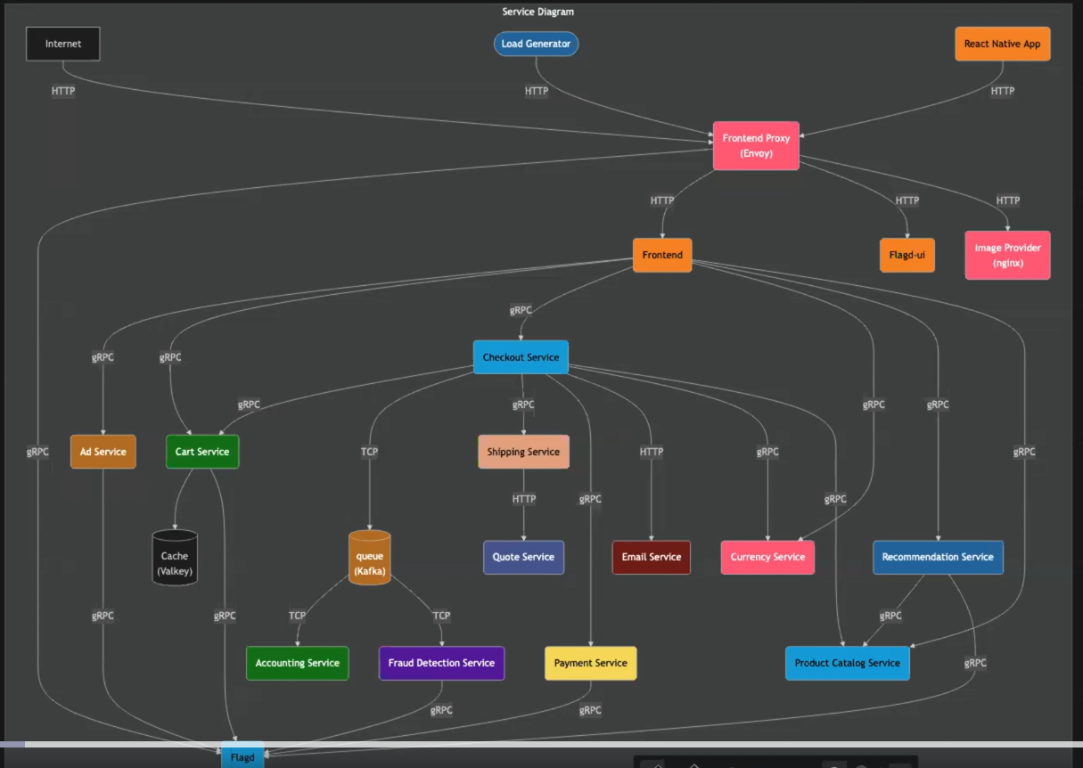 Service Diagram
Internet
Load Generator
React Native App
HTTP
HTTP
HTTP
Frontend Proxy
(Envoy)
HTTP
HTTP
HTTP
Frontend
Flagd-ui
Image Provider
(nginx)
gRPC
Checkout Service
gRPC
gRPC
gRPC
gRPC
gRPC
gRPC
gRPC
Ad Service
Cart Service
TCP
Shipping Service
HTTP
gRPC
gRPC
HTTP
gRPC
gRPC
Cache
(Valkey)
queue
(Kafka)
Quote Service
Email Service
Currency Service
Recommendation Service
gRPC
gRPC
TCP
TCP
gRPC
Accounting Service
Fraud Detection Service
Payment Service
Product Catalog Service
gRPC
gRPC
gRPC
Flagd